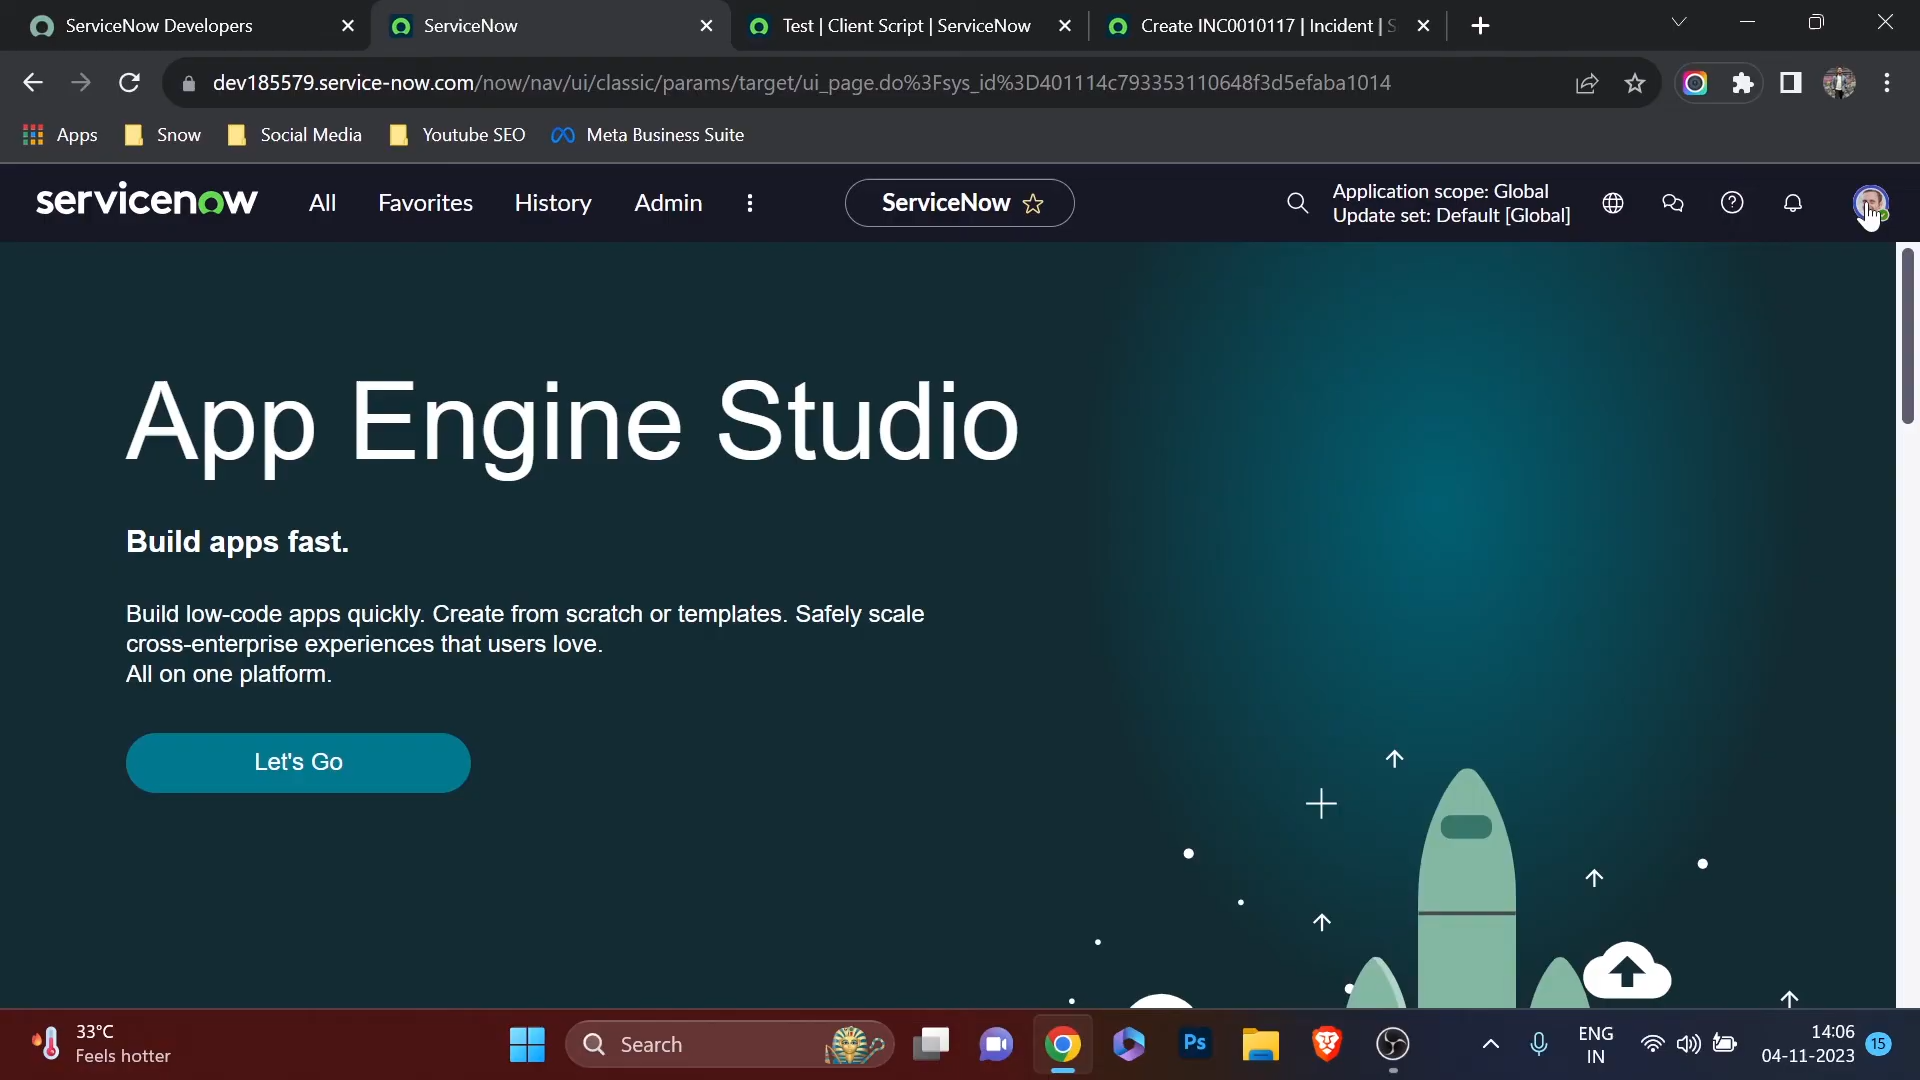 ServiceNow Developers
ServiceNow
Test | Client Script | ServiceNow
Create INC0010117 | Incident | S
dev185579.service-now.com/now/nav/ui/classic/params/target/ui_page.do%3Fsys_id%3D401114c793353110648f3d5efaba1014
Apps
Snow
Social Media
Youtube SEO
Meta Business Suite
servicenow
All
Favorites
History
Admin
ServiceNow
Application scope: Global
Update set: Default [Global]
App Engine Studio
Build apps fast.
Build low-code apps quickly. Create from scratch or templates. Safely scale
cross-enterprise experiences that users love.
All on one platform.
Let's Go
33°C
Feels hotter
Search
Ps
ENG
IN
14:06
04-11-2023
15